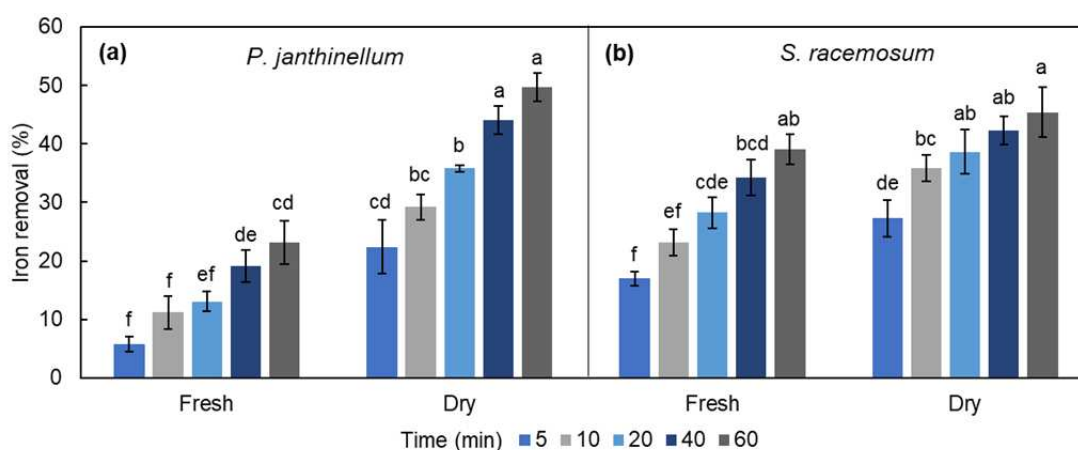 60
50
40
30
20
10
0
Iron removal (%)
(a)
P. janthinellum
f
f
ef
de
cd
cd
bc
b
a
a
(b)
S. racemosum
f
ef
cde
bcd
ab
de
bc
ab
ab
a
Fresh
Dry
Fresh
Dry
Time (min) 5 10 20 40 60